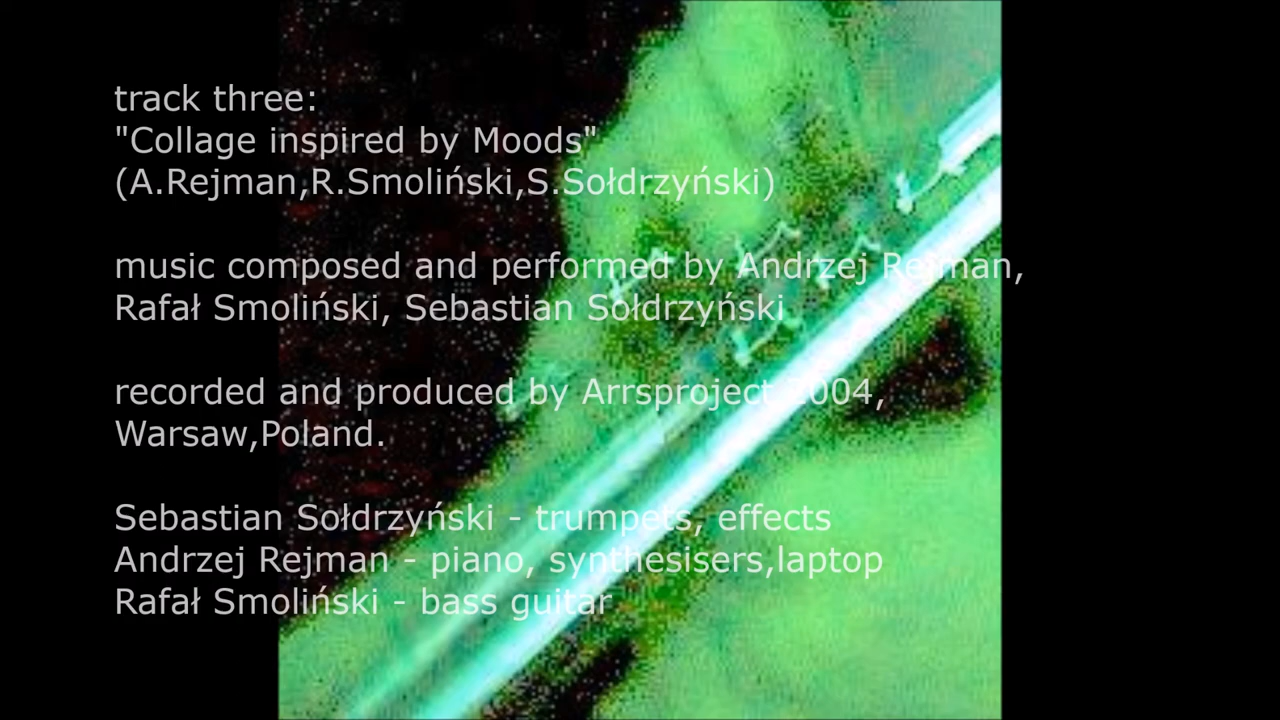 track three:
"Collage inspired by Moods"
(A.Rejman,R.Smoliński,S.Sołdrzyński)
music composed and performed by Andrzej Rejman,
Rafał Smoliński, Sebastian Sołdrzyński
recorded and produced by Arrsproject 2004,
Warsaw,Poland.
Sebastian Sołdrzyński - trumpets, effects
Andrzej Rejman - piano, synthesisers,laptop
Rafał Smoliński - bass guitar